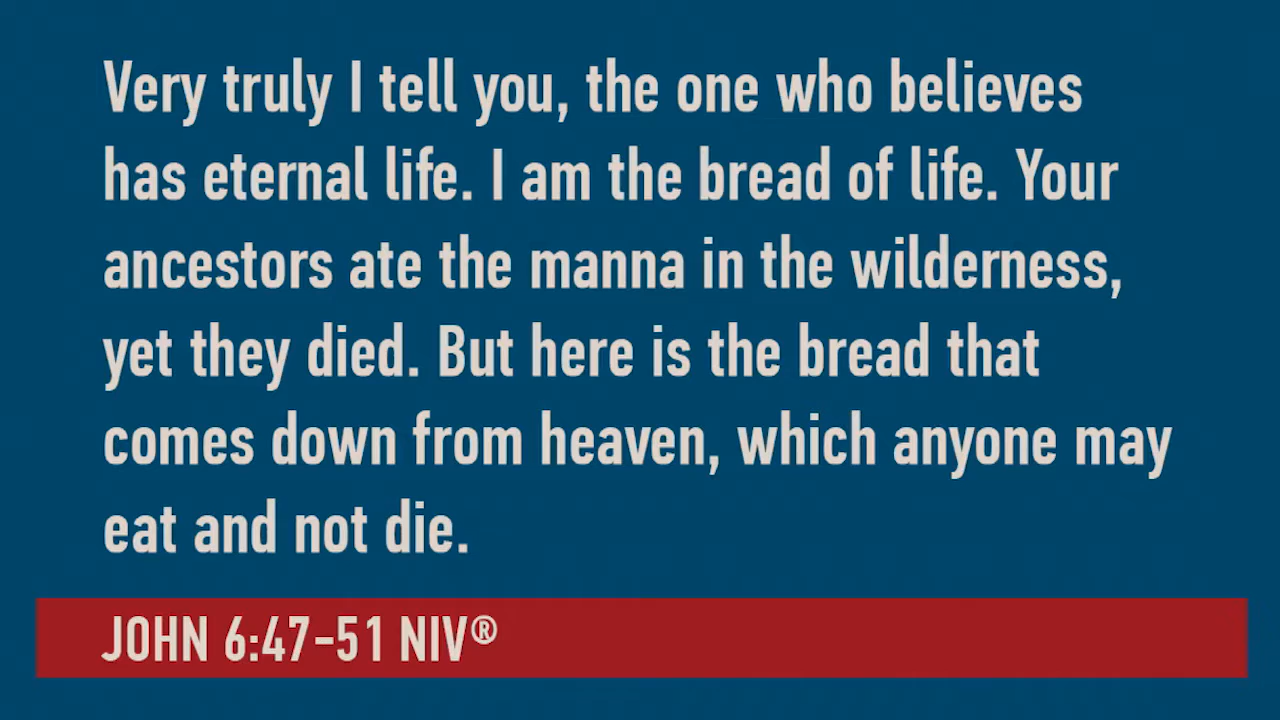 Very truly I tell you, the one who believes
has eternal life. I am the bread of life. Your
ancestors ate the manna in the wilderness,
yet they died. But here is the bread that
comes down from heaven, which anyone may
eat and not die.
JOHN 6:47-51 NIV®